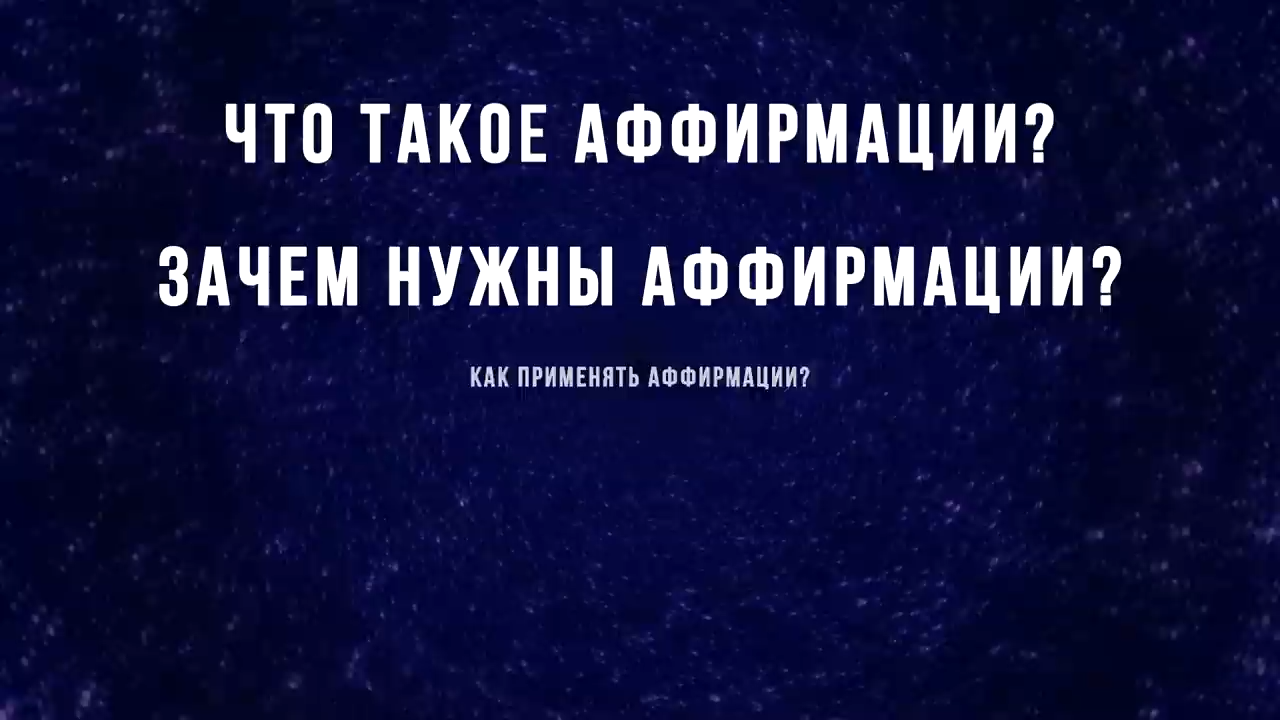 ЧТО ТАКОЕ АФФИРМАЦИИ?
ЗАЧЕМ НУЖНЫ АФФИРМАЦИИ?
КАК ПРИМЕНЯТЬ АФФИРМАЦИИ?